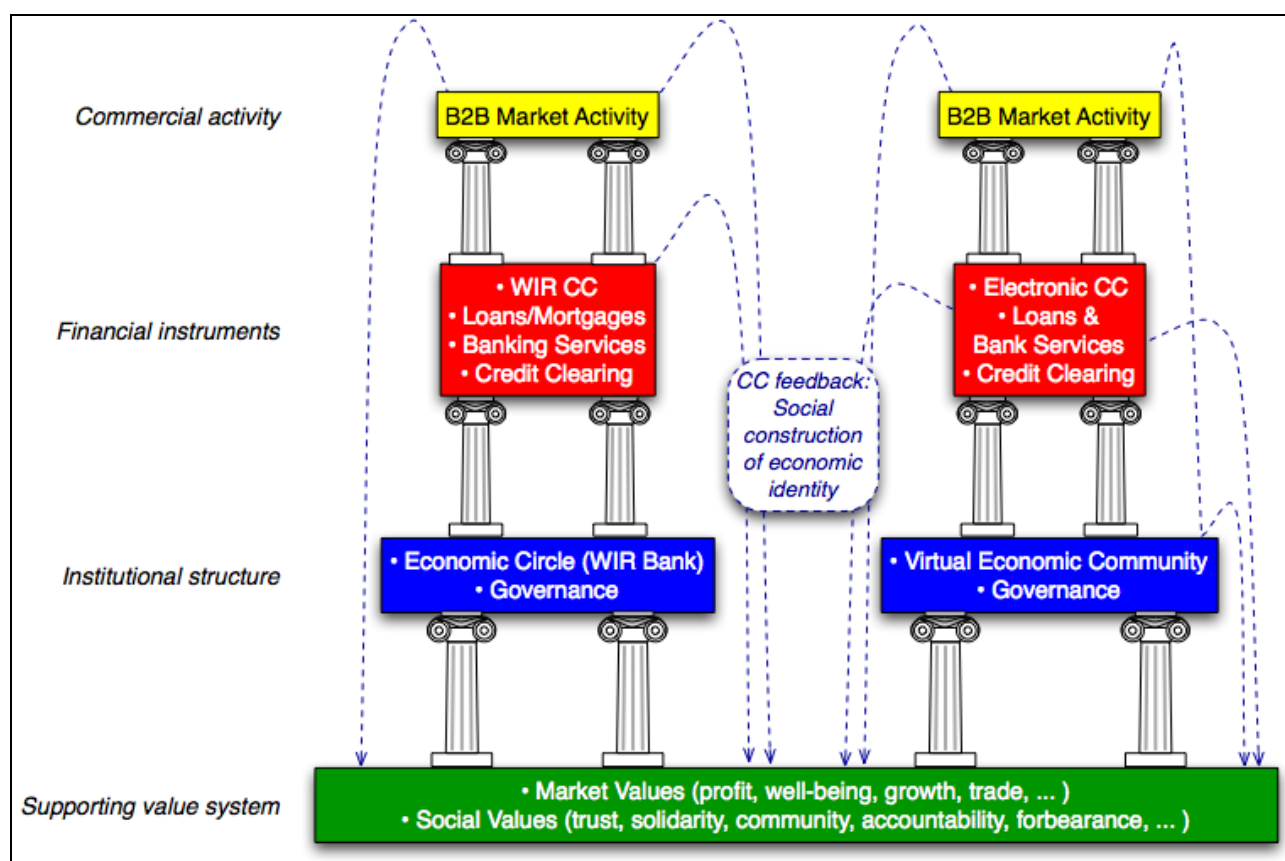 Commercial activity
B2B Market Activity
B2B Market Activity
Financial instruments
• WIR CC
• Loans/Mortgages
• Banking Services
• Credit Clearing
• Electronic CC
• Loans &
Bank Services
• Credit Clearing
CC feedback:
Social
construction
of economic
identity
Institutional structure
• Economic Circle (WIR Bank)
• Governance
• Virtual Economic Community
• Governance
Supporting value system
• Market Values (profit, well-being, growth, trade, ... )
• Social Values (trust, solidarity, community, accountability, forbearance, ... )